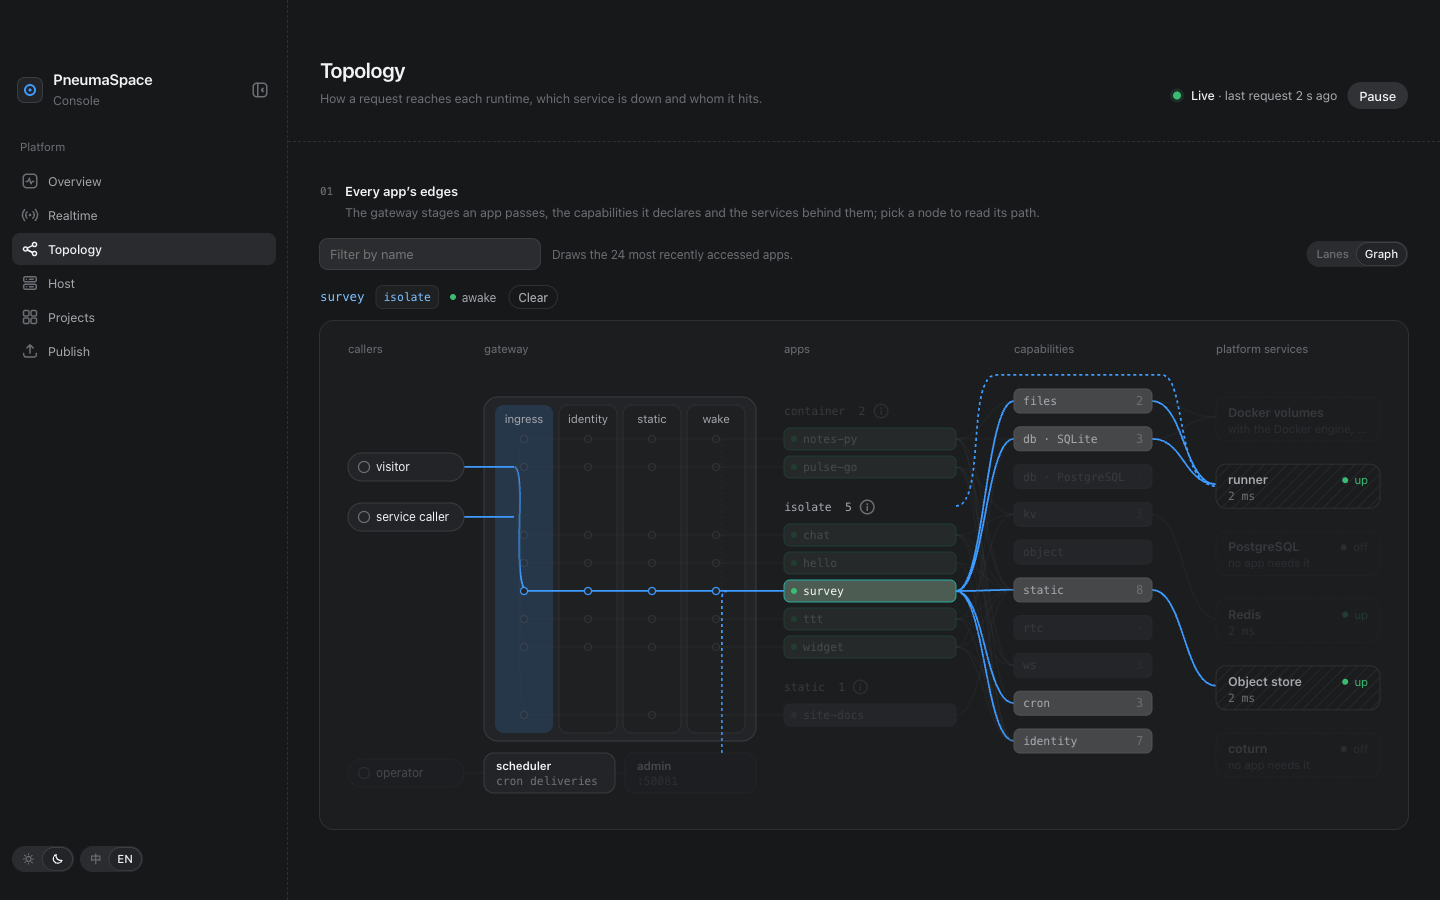 PneumaSpace
Console
Platform
Overview
Realtime
Topology
Host
Projects
Publish
中 EN
Topology
How a request reaches each runtime, which service is down and whom it hits.
Live · last request 2 s ago
Pause
01 Every app's edges
The gateway stages an app passes, the capabilities it declares and the services behind them; pick a node to read its path.
Filter by name
Draws the 24 most recently accessed apps.
Lanes Graph
survey isolate awake Clear
callers gateway apps capabilities platform services
ingress identity static wake
visitor
service caller
operator
scheduler
cron deliveries
admin
:50081
container 2
notes-py
pulse-go
isolate 5
chat
hello
survey
ttt
widget
static 1
site-docs
files 2
db · SQLite 3
db · PostgreSQL
kv
object
static 8
rtc
ws
cron 3
identity 7
Docker volumes
with the Docker engine, ...
runner up
2 ms
PostgreSQL off
no app needs it
Redis up
2 ms
Object store up
2 ms
coturn off
no app needs it